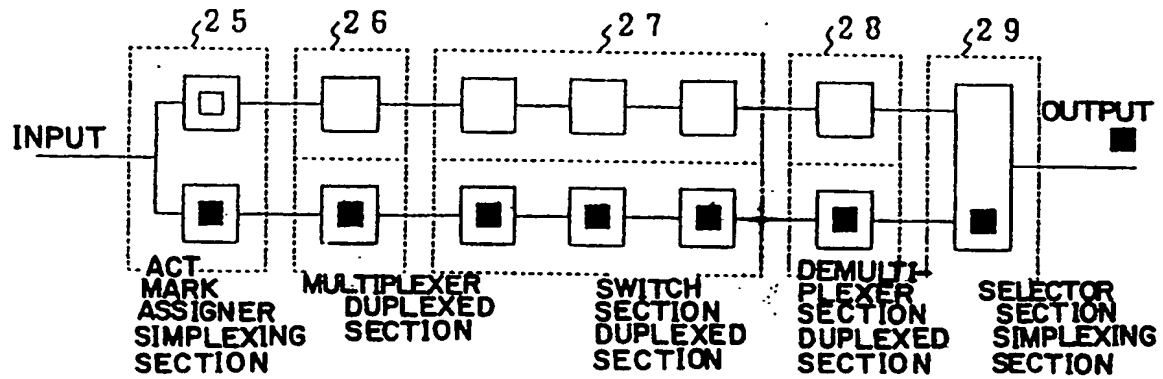 25
26
27
28
29
INPUT
OUTPUT
ACT
MARK
ASSIGNER
SIMPLEXING
SECTION
MULTIPLEXER
DUPLEXED
SECTION
SWITCH
SECTION
DUPLEXED
SECTION
DEMULTI-
PLEXER
SECTION
DUPLEXED
SECTION
SELECTOR
SECTION
SIMPLEXING
SECTION